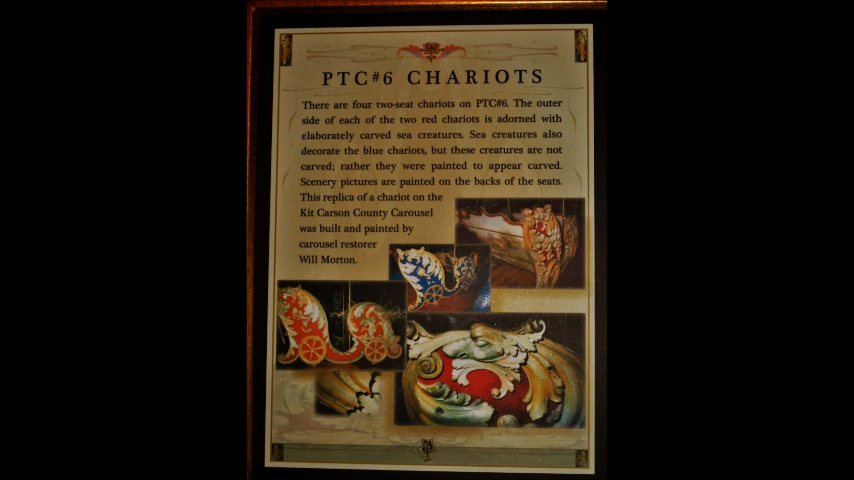 PTC#6 CHARIOTS
There are four two-seat chariots on PTC#6. The outer
side of each of the two red chariots is adorned with
elaborately carved sea creatures. Sea creatures also
decorate the blue chariots, but these creatures are not
carved; rather they were painted to appear carved.
Scenery pictures are painted on the backs of the seats.
This replica of a chariot on the
Kit Carson County Carousel
was built and painted by
carousel restorer
Will Morton.